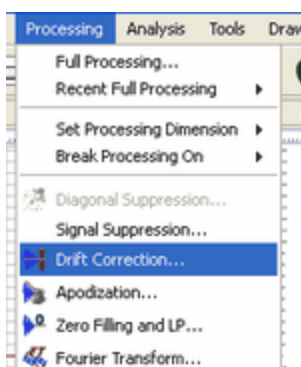 Processing Analysis Tools Draw
Full Processing...
Recent Full Processing
Set Processing Dimension
Break Processing On
Diagonal Suppression...
Signal Suppression...
Drift Correction...
Apodization...
Zero Filling and LP...
Fourier Transform...